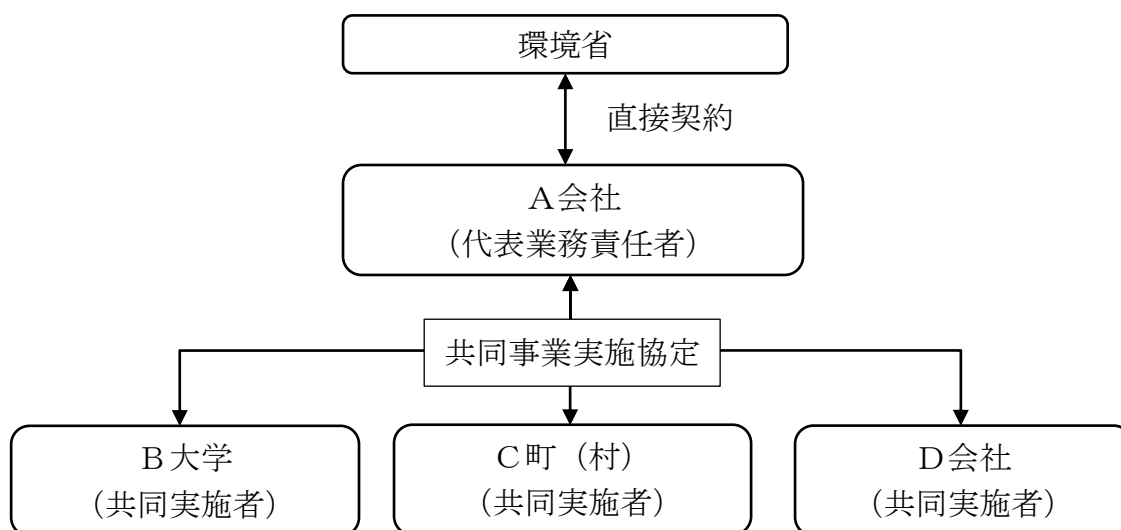 環境省
直接契約
A会社
(代表業務責任者)
共同事業実施協定
B大学
(共同実施者)
C町(村)
(共同実施者)
D会社
(共同実施者)